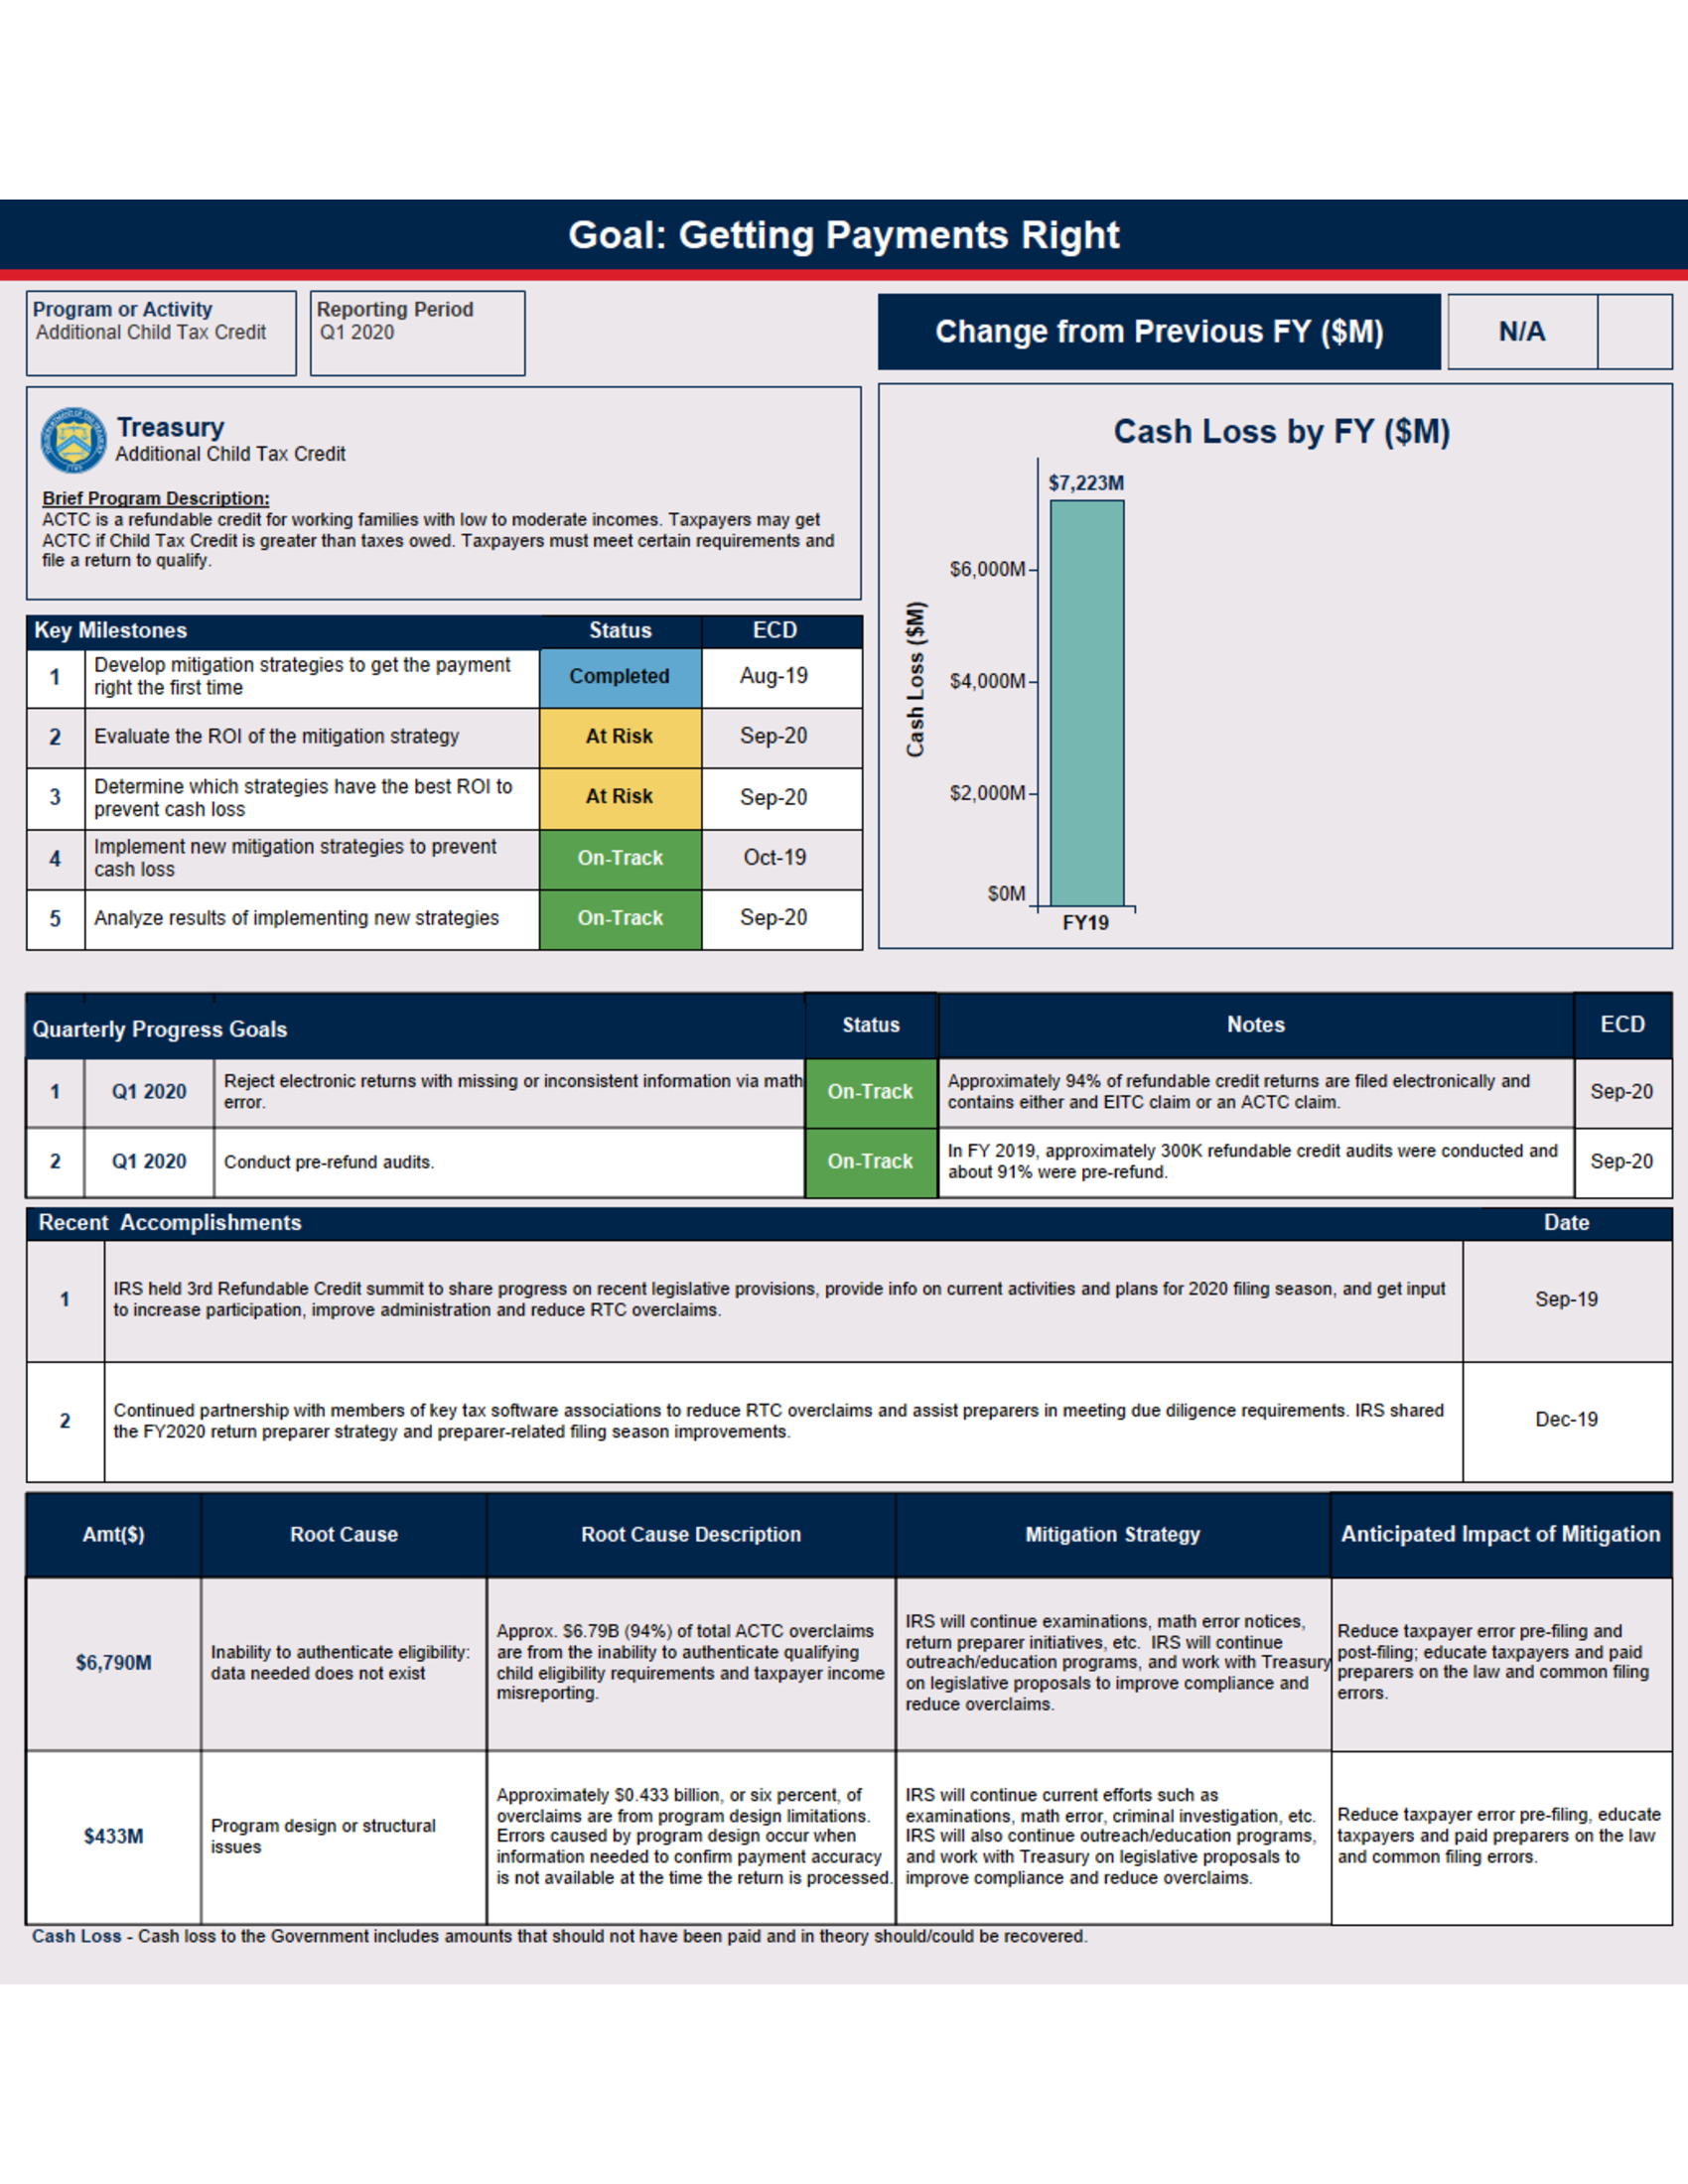 Goal: Getting Payments Right
Program or Activity
Additional Child Tax Credit
Reporting Period
Q1 2020
Change from Previous FY ($M)
N/A
Treasury
Additional Child Tax Credit
Brief Program Description:
ACTC is a refundable credit for working families with low to moderate incomes. Taxpayers may get
ACTC if Child Tax Credit is greater than taxes owed. Taxpayers must meet certain requirements and
file a return to qualify.
Key Milestones Status ECD
1 Develop mitigation strategies to get the payment
right the first time
Completed Aug-19
2 Evaluate the ROI of the mitigation strategy At Risk Sep-20
3 Determine which strategies have the best ROI to
prevent cash loss
At Risk Sep-20
4 Implement new mitigation strategies to prevent
cash loss
On-Track Oct-19
5 Analyze results of implementing new strategies On-Track Sep-20
Cash Loss by FY ($M)
$7,223M
$6,000M
$4,000M
$2,000M
$0M
Cash Loss ($M)
FY19
Quarterly Progress Goals Status Notes ECD
1 Q1 2020 Reject electronic returns with missing or inconsistent information via math
error.
On-Track
Approximately 94% of refundable credit returns are filed electronically and
contains either and EITC claim or an ACTC claim.
Sep-20
2 Q1 2020 Conduct pre-refund audits. On-Track
In FY 2019, approximately 300K refundable credit audits were conducted and
about 91% were pre-refund.
Sep-20
Recent Accomplishments Date
1 IRS held 3rd Refundable Credit summit to share progress on recent legislative provisions, provide info on current activities and plans for 2020 filing season, and get input
to increase participation, improve administration and reduce RTC overclaims.
Sep-19
2 Continued partnership with members of key tax software associations to reduce RTC overclaims and assist preparers in meeting due diligence requirements. IRS shared
the FY2020 return preparer strategy and preparer-related filing season improvements.
Dec-19
Amt($) Root Cause Root Cause Description Mitigation Strategy Anticipated Impact of Mitigation
$6,790M
Inability to authenticate eligibility:
data needed does not exist
Approx. $6.79B (94%) of total ACTC overclaims
are from the inability to authenticate qualifying
child eligibility requirements and taxpayer income
misreporting.
IRS will continue examinations, math error notices,
return preparer initiatives, etc. IRS will continue
outreach/education programs, and work with Treasury
on legislative proposals to improve compliance and
reduce overclaims.
Reduce taxpayer error pre-filing and
post-filing; educate taxpayers and paid
preparers on the law and common filing
errors.
$433M
Program design or structural
issues
Approximately $0.433 billion, or six percent, of
overclaims are from program design limitations.
Errors caused by program design occur when
information needed to confirm payment accuracy
is not available at the time the return is processed.
IRS will continue current efforts such as
examinations, math error, criminal investigation, etc.
IRS will also continue outreach/education programs,
and work with Treasury on legislative proposals to
improve compliance and reduce overclaims.
Reduce taxpayer error pre-filing, educate
taxpayers and paid preparers on the law
and common filing errors.
Cash Loss - Cash loss to the Government includes amounts that should not have been paid and in theory should/could be recovered.